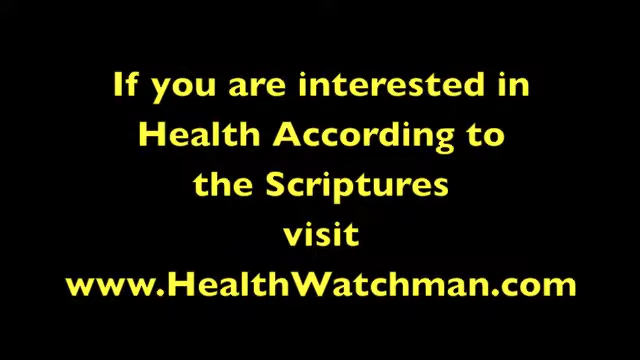 If you are interested in
Health According to
the Scriptures
visit
www.HealthWatchman.com